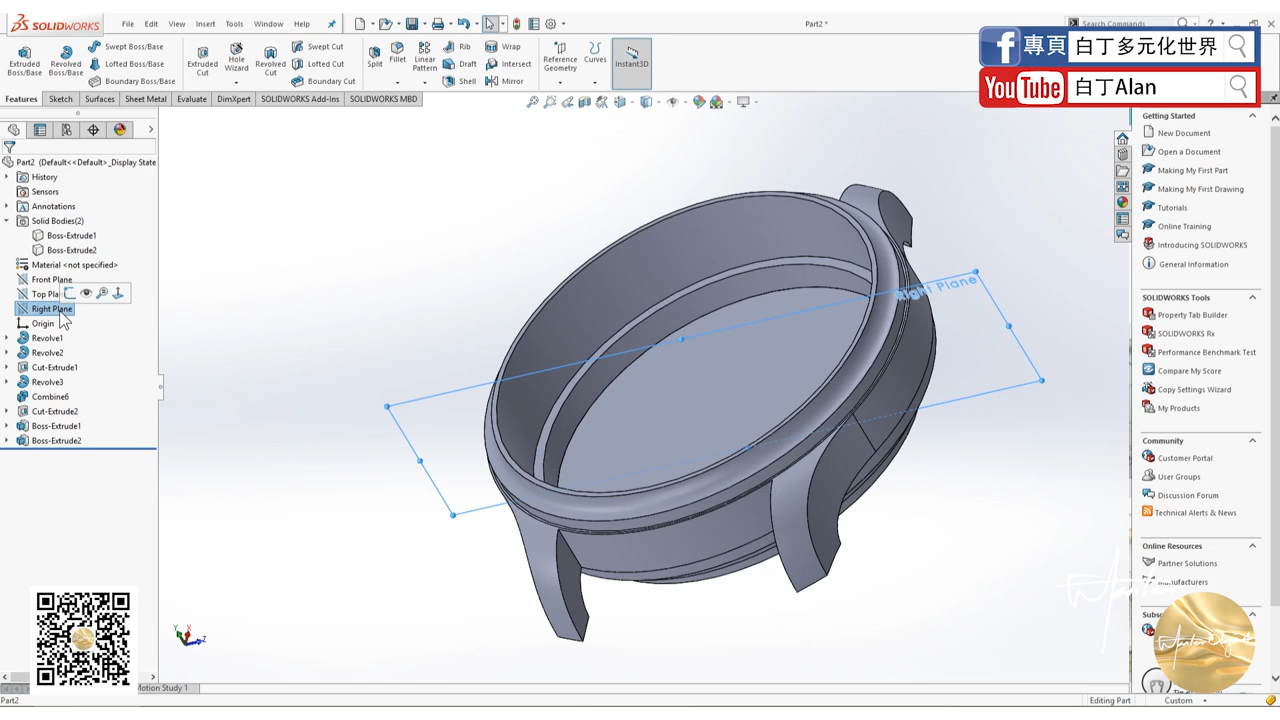 SOLIDWORKS
File Edit View Insert Tools Window Help
Part2 *
Search Commands
Extruded Boss/Base
Revolved Boss/Base
Swept Boss/Base
Lofted Boss/Base
Boundary Boss/Base
Extruded Cut
Hole Wizard
Revolved Cut
Swept Cut
Lofted Cut
Boundary Cut
Split
Fillet
Linear Pattern
Rib
Draft
Shell
Wrap
Intersect
Mirror
Reference Geometry
Curves
Instant3D
f 專頁 白丁多元化世界
YouTube 白丁Alan
Features Sketch Surfaces Sheet Metal Evaluate DimXpert SOLIDWORKS Add-Ins SOLIDWORKS MBD
Part2 (Default<<Default>_Display State
History
Sensors
Annotations
Solid Bodies(2)
Boss-Extrude1
Boss-Extrude2
Material <not specified>
Front Plane
Top Pla
Right Plane
Origin
Revolve1
Revolve2
Cut-Extrude1
Revolve3
Combine6
Cut-Extrude2
Boss-Extrude1
Boss-Extrude2
Right Plane
Y X Z
Getting Started
New Document
Open a Document
Making My First Part
Making My First Drawing
Tutorials
Online Training
Introducing SOLIDWORKS
General Information
SOLIDWORKS Tools
Property Tab Builder
SOLIDWORKS Rx
Performance Benchmark Test
Compare My Score
Copy Settings Wizard
My Products
Community
Customer Portal
User Groups
Discussion Forum
Technical Alerts & News
Online Resources
Partner Solutions
Manufacturers
Subsc
Motion Study 1
Part2
Editing Part
Custom